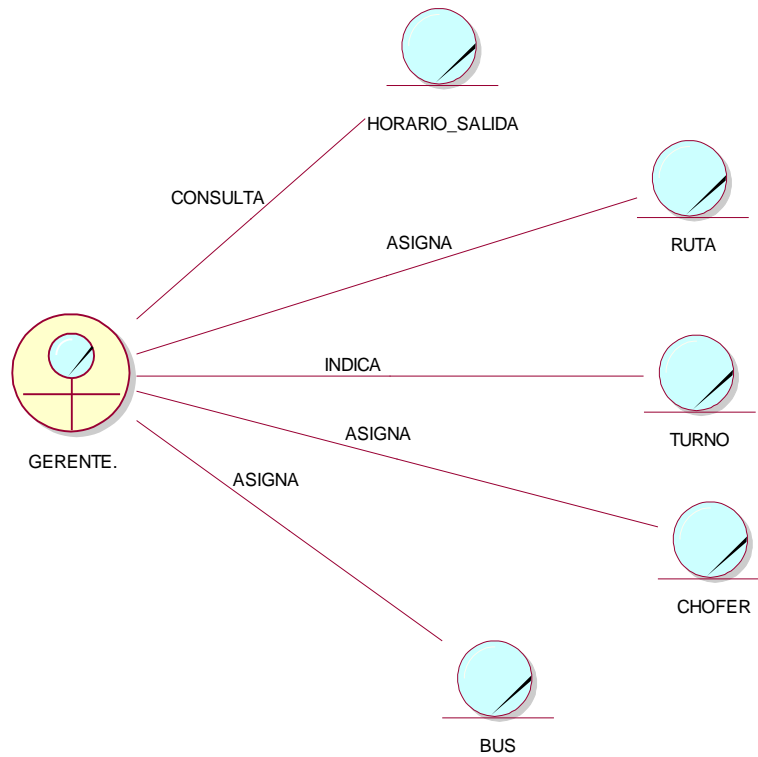 HORARIO_SALIDA
CONSULTA
ASIGNA
RUTA
INDICA
ASIGNA
TURNO
GERENTE.
ASIGNA
CHOFER
BUS